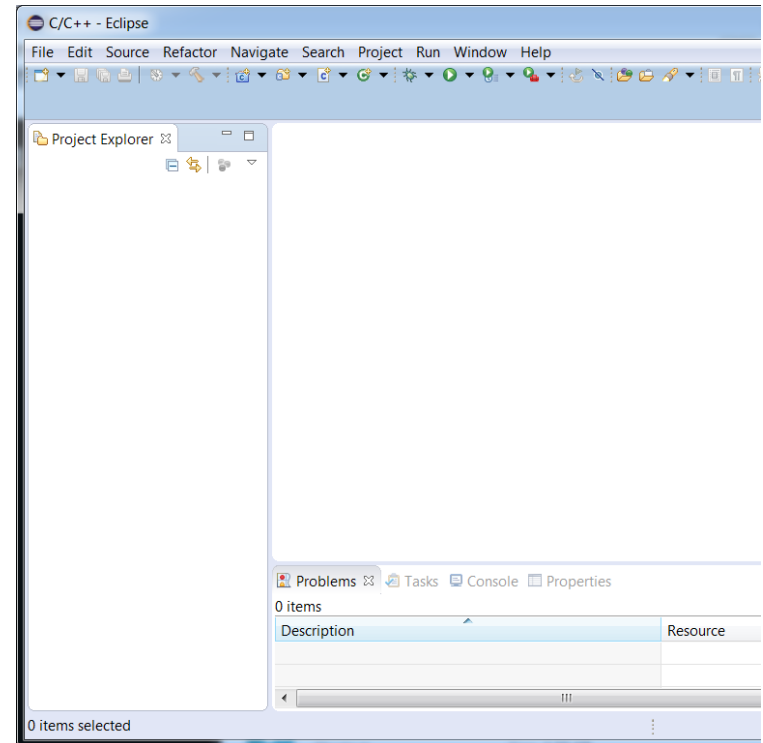 C/C++ - Eclipse
File Edit Source Refactor Navigate Search Project Run Window Help
Project Explorer
Problems Tasks Console Properties
0 items
Description Resource
0 items selected